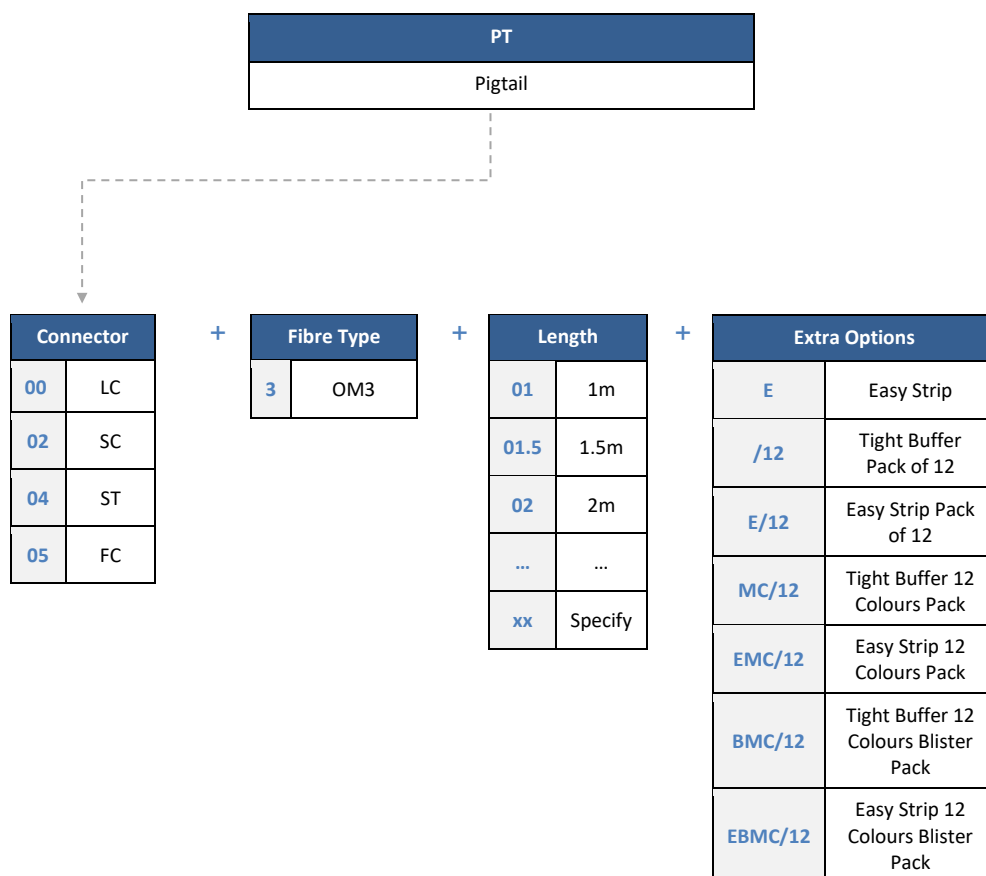 PT
Pigtail
Connector
00 LC
02 SC
04 ST
05 FC
+
Fibre Type
3 OM3
+
Length
01 1m
01.5 1.5m
02 2m
... ...
xx Specify
+
Extra Options
E Easy Strip
/12 Tight Buffer
Pack of 12
E/12 Easy Strip Pack
of 12
MC/12 Tight Buffer 12
Colours Pack
EMC/12 Easy Strip 12
Colours Pack
BMC/12 Tight Buffer 12
Colours Blister
Pack
EBMC/12 Easy Strip 12
Colours Blister
Pack